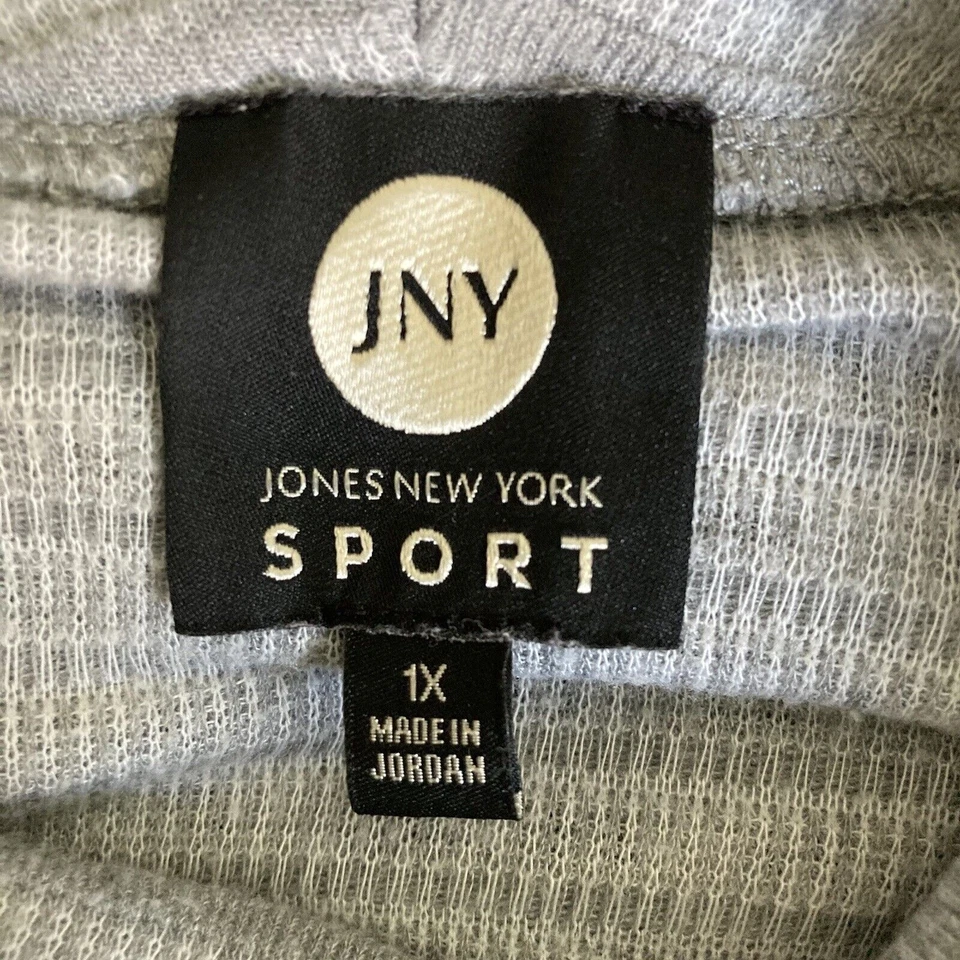 JNY
JONES NEW YORK
SPORT
1X
MADE IN
JORDAN